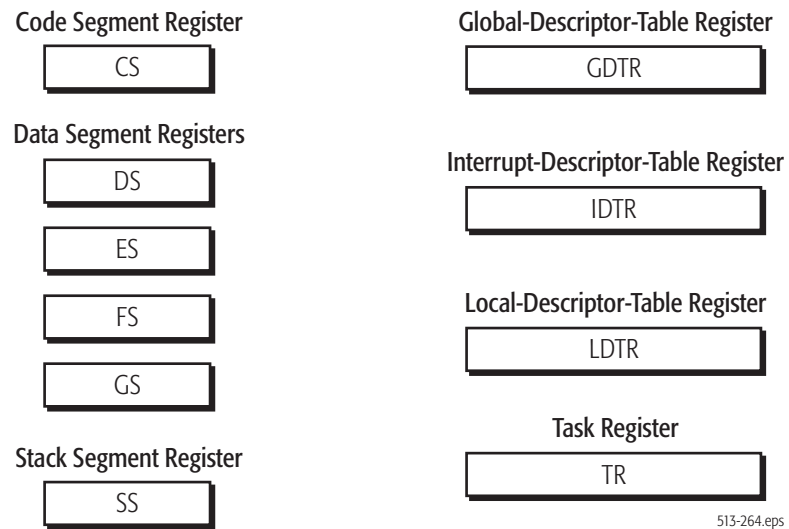 Code Segment Register
CS
Data Segment Registers
DS
ES
FS
GS
Stack Segment Register
SS
Global-Descriptor-Table Register
GDTR
Interrupt-Descriptor-Table Register
IDTR
Local-Descriptor-Table Register
LDTR
Task Register
TR
513-264.eps